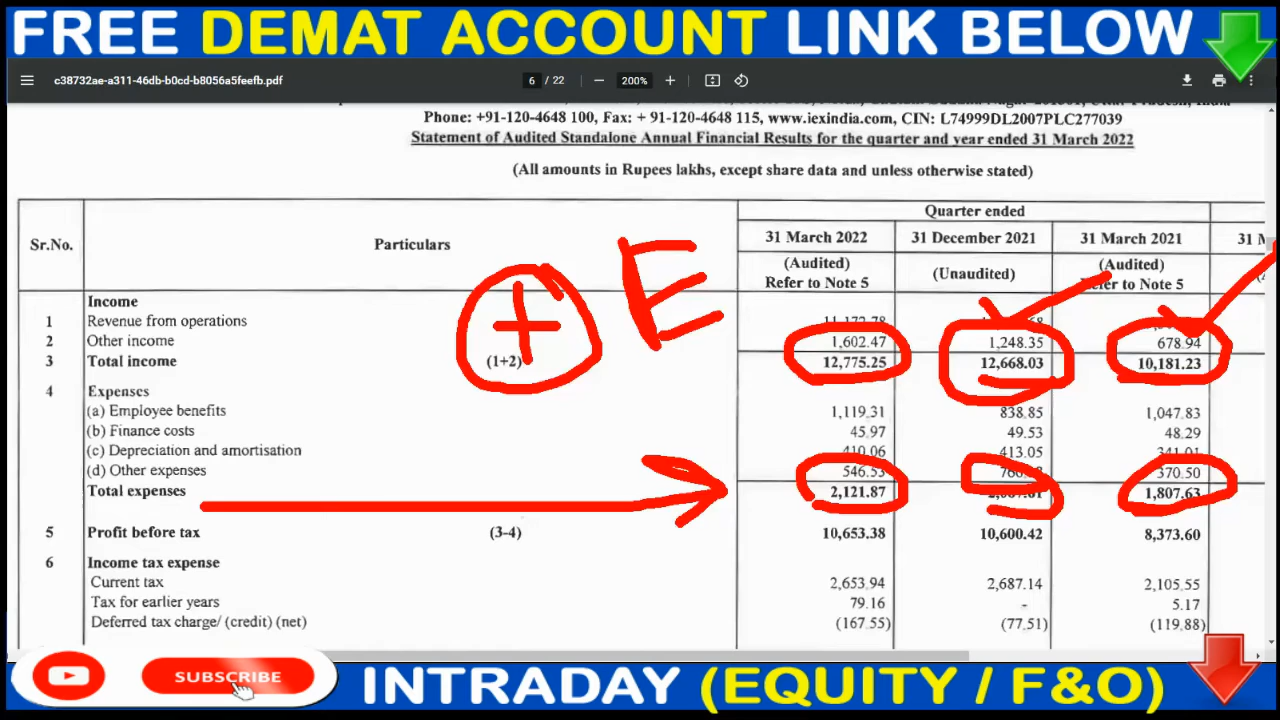 FREE DEMAT ACCOUNT LINK BELOW
c38732ae-a311-46db-b0cd-b8056a5feefb.pdf 6 / 22 200%
Phone: +91-120-4648 100, Fax: + 91-120-4648 115, www.iexindia.com, CIN: L74999DL2007PLC277039
Statement of Audited Standalone Annual Financial Results for the quarter and year ended 31 March 2022
(All amounts in Rupees lakhs, except share data and unless otherwise stated)
Quarter ended
Sr.No. Particulars 31 March 2022 31 December 2021 31 March 2021 31 M
(Audited) (Unaudited) (Audited)
Refer to Note 5 to Note 5
Income
1 Revenue from operations
2 Other income 1,602.47 1,248.35 678.94
3 Total income (1+2) 12,775.25 12,668.03 10,181.23
+ E
4 Expenses
(a) Employee benefits 1,119.31 838.85 1,047.83
(b) Finance costs 45.97 49.53 48.29
(c) Depreciation and amortisation 410.06 413.05 341.01
(d) Other expenses 546.53 370.50
Total expenses 2,121.87 1,807.63
5 Profit before tax (3-4) 10,653.38 10,600.42 8,373.60
6 Income tax expense
Current tax 2,653.94 2,687.14 2,105.55
Tax for earlier years 79.16 - 5.17
Deferred tax charge/ (credit) (net) (167.55) (77.51) (119.88)
SUBSCRIBE
INTRADAY (EQUITY / F&O)